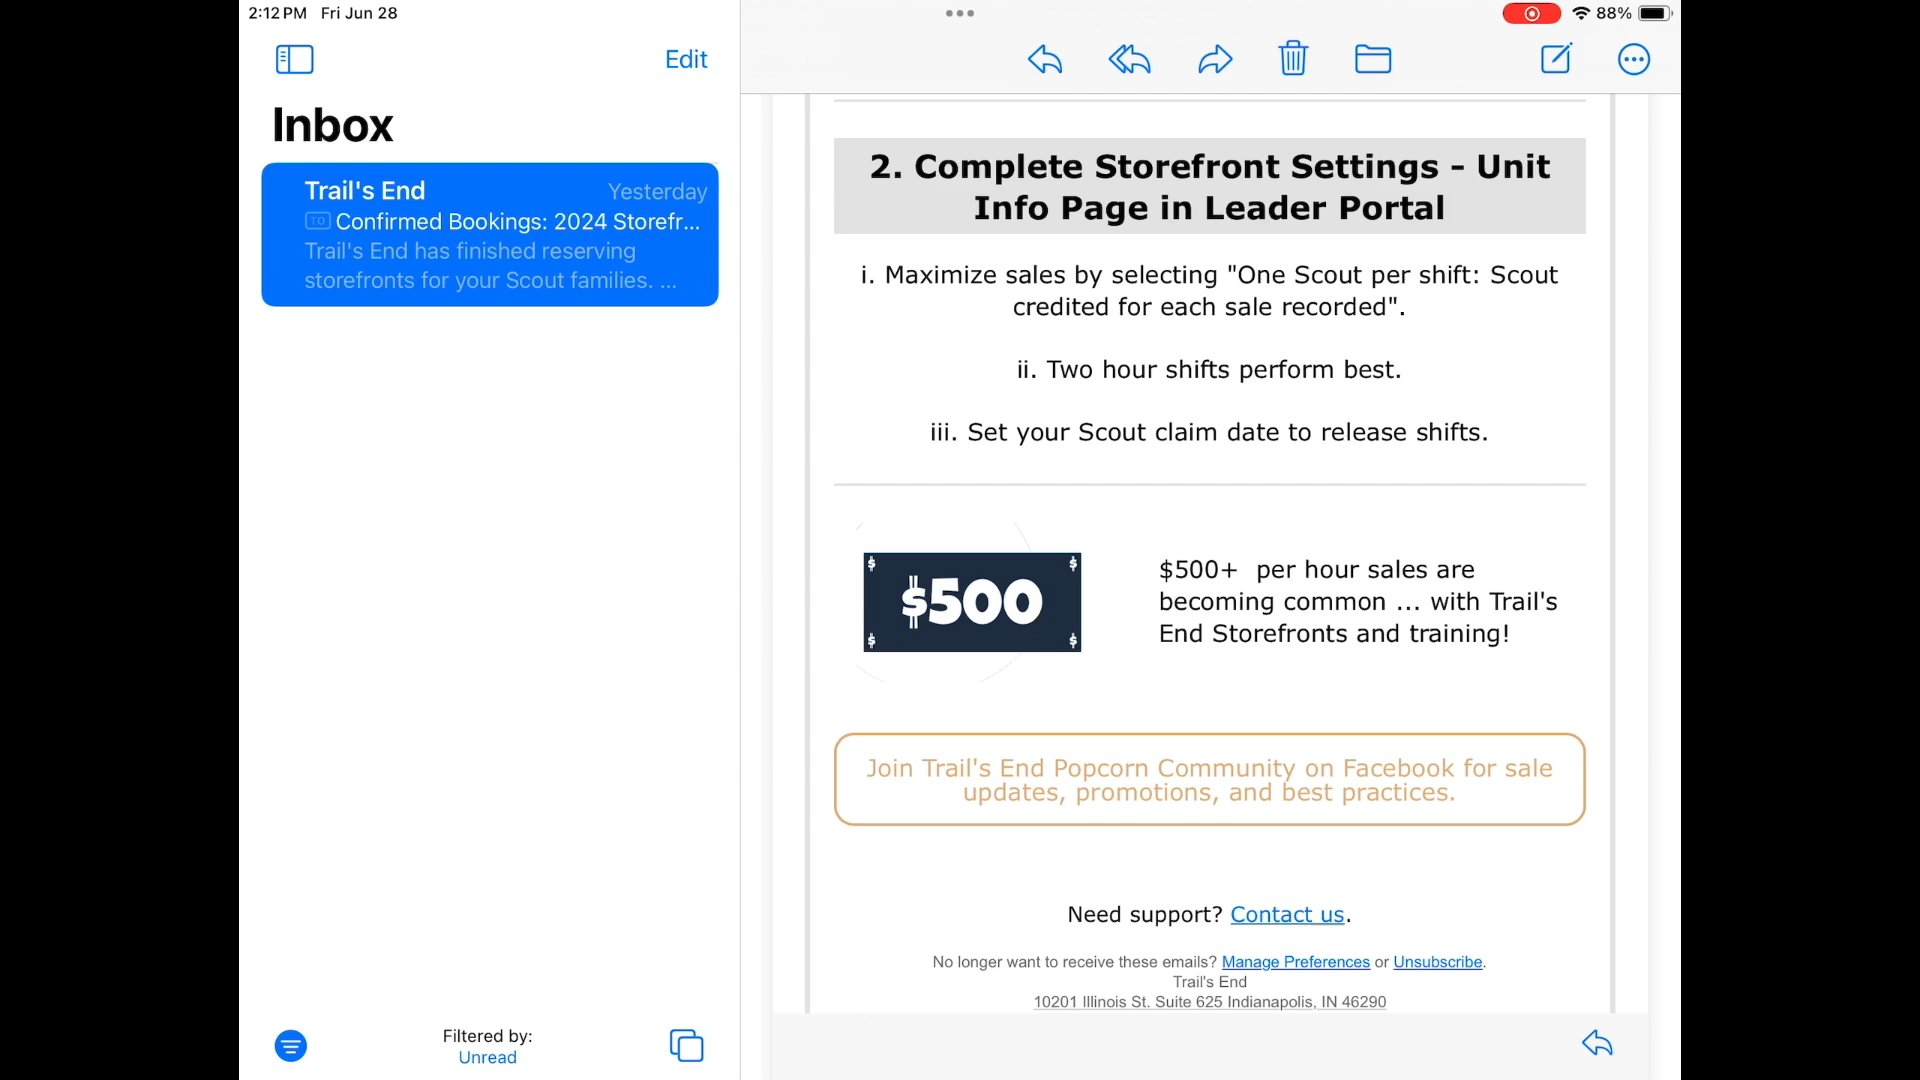 2:12 PM Fri Jun 28
88%
Edit
Inbox
Trail's End
Yesterday
TO Confirmed Bookings: 2024 Storefr...
Trail's End has finished reserving
storefronts for your Scout families. ...
Filtered by:
Unread
2. Complete Storefront Settings - Unit
Info Page in Leader Portal
i. Maximize sales by selecting "One Scout per shift: Scout
credited for each sale recorded".
ii. Two hour shifts perform best.
iii. Set your Scout claim date to release shifts.
$ $
$500
$ $
$500+ per hour sales are
becoming common ... with Trail's
End Storefronts and training!
Join Trail's End Popcorn Community on Facebook for sale
updates, promotions, and best practices.
Need support? Contact us.
No longer want to receive these emails? Manage Preferences or Unsubscribe.
Trail's End
10201 Illinois St. Suite 625 Indianapolis, IN 46290